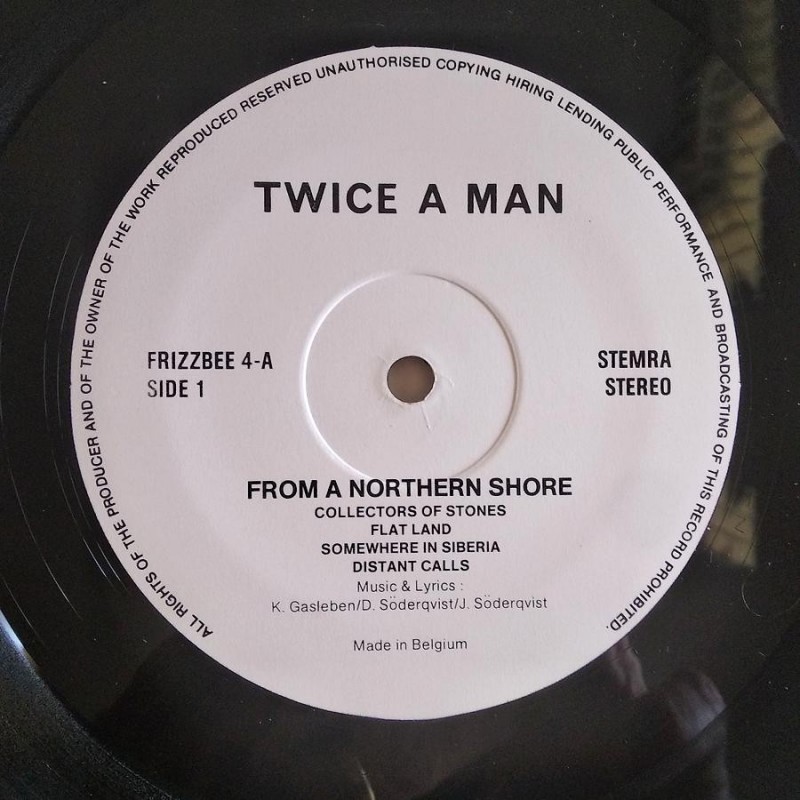 TWICE A MAN
FRIZZBEE 4-A
SIDE 1
STEMRA
STEREO
FROM A NORTHERN SHORE
COLLECTORS OF STONES
FLAT LAND
SOMEWHERE IN SIBERIA
DISTANT CALLS
Music & Lyrics :
K. Gasleben/D. Söderqvist/J. Söderqvist
Made in Belgium
ALL RIGHTS OF THE PRODUCER AND OF THE OWNER OF THE WORK REPRODUCED RESERVED UNAUTHORISED COPYING HIRING LENDING PUBLIC PERFORMANCE AND BROADCASTING OF THIS RECORD PROHIBITED.